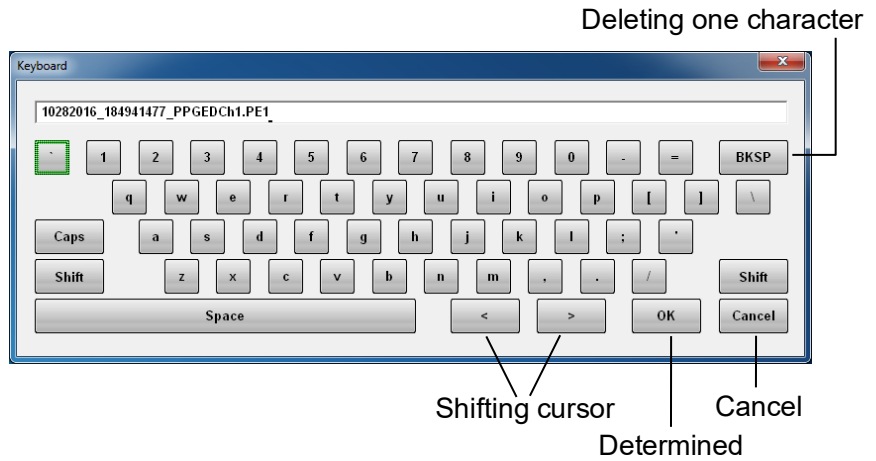 Deleting one character
Keyboard
10282016_184941477_PPGEDCh1.PE1
` 1 2 3 4 5 6 7 8 9 0 - = BKSP
q w e r t y u i o p [ ] \
Caps a s d f g h j k l ; '
Shift z x c v b n m , . / Shift
Space < > OK Cancel
Shifting cursor
Cancel
Determined